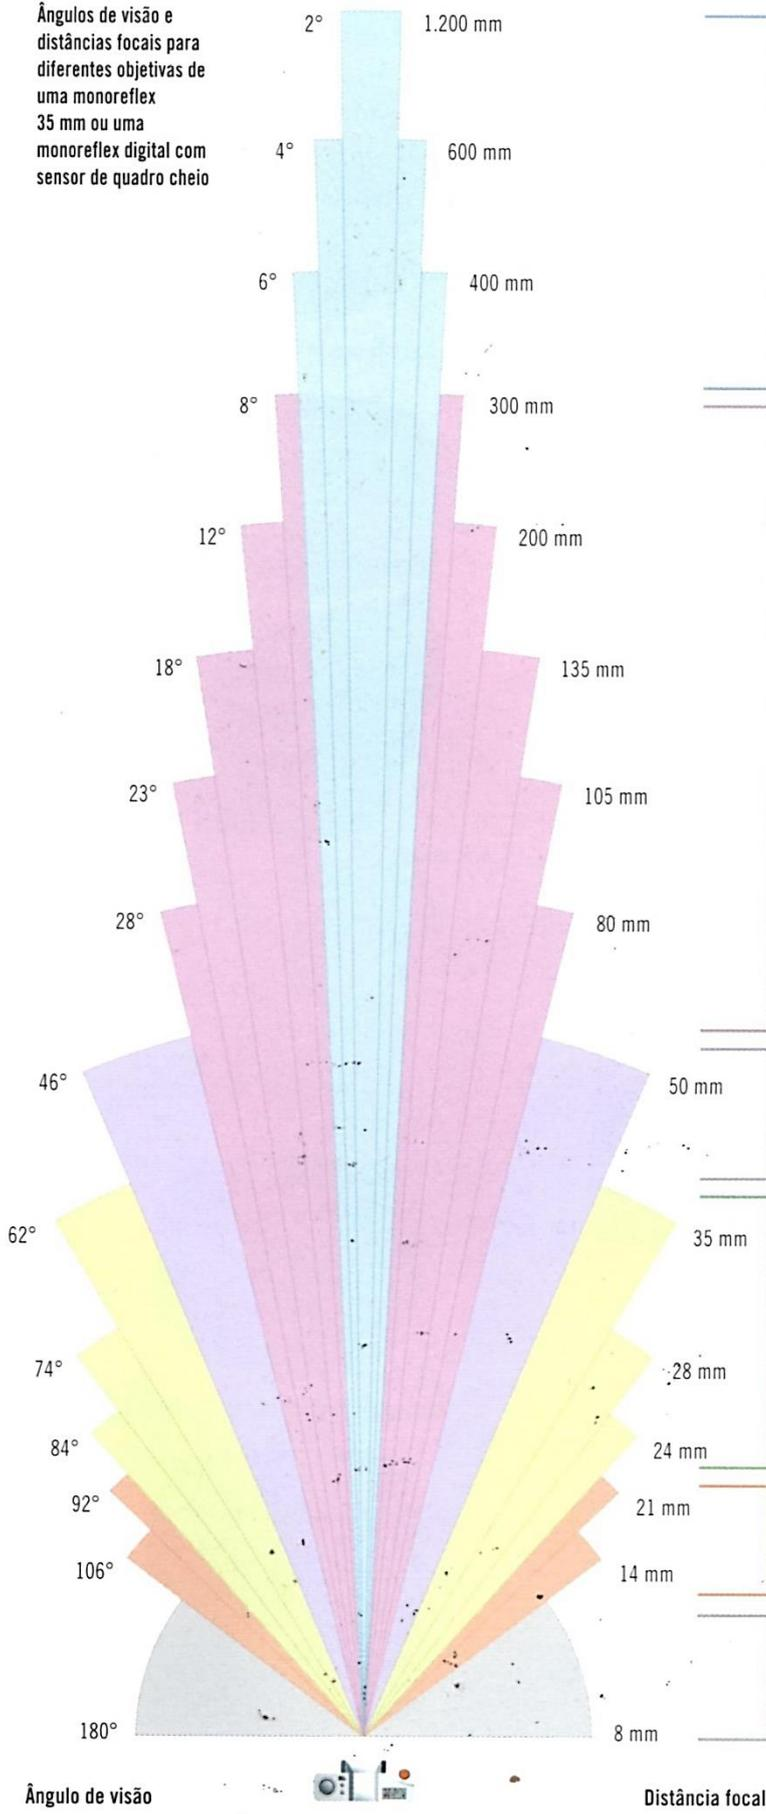 Ângulos de visão e
distâncias focais para
diferentes objetivas de
uma monoreflex
35 mm ou uma
monoreflex digital com
sensor de quadro cheio
2° 1.200 mm
4° 600 mm
6° 400 mm
8° 300 mm
12° 200 mm
18° 135 mm
23° 105 mm
28° 80 mm
46° 50 mm
62° 35 mm
74° 28 mm
84° 24 mm
92° 21 mm
106° 14 mm
180° 8 mm
Ângulo de visão Distância focal